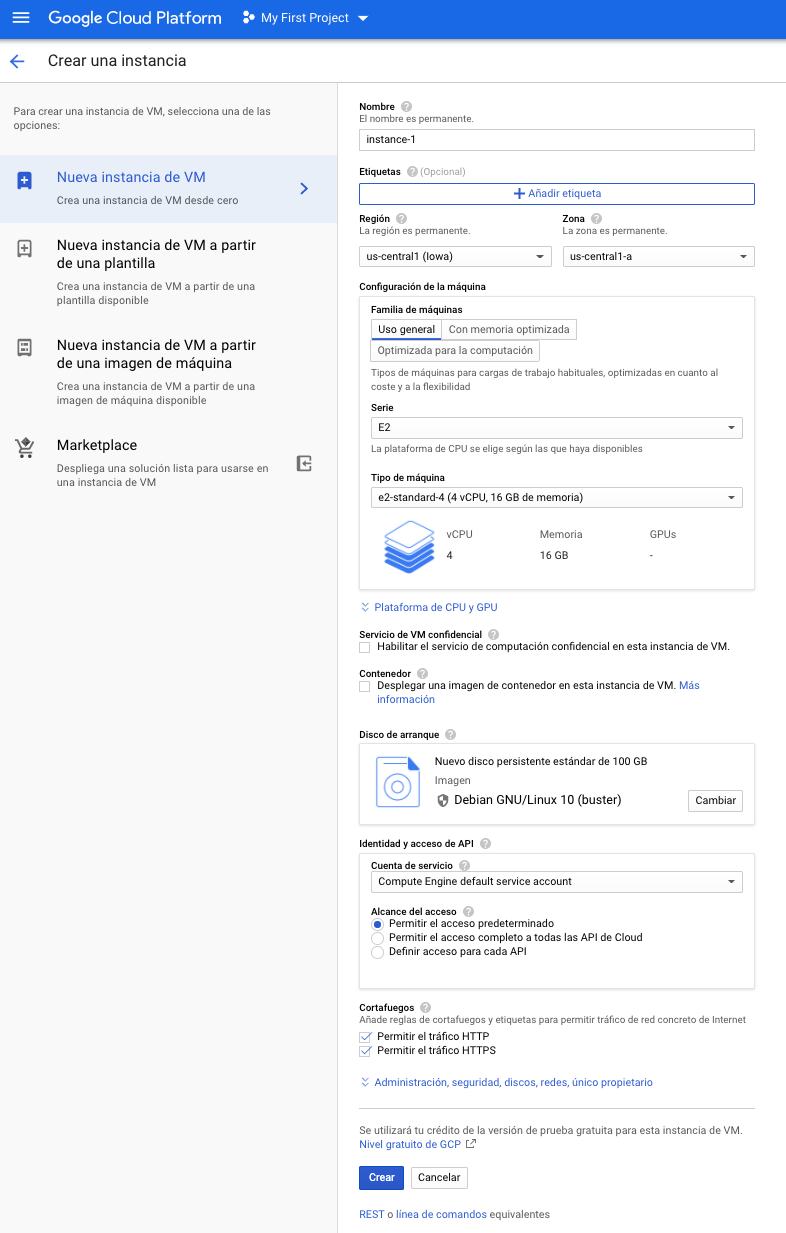 Google Cloud Platform
My First Project
Crear una instancia
Para crear una instancia de VM, selecciona una de las
opciones:
Nueva instancia de VM
Crea una instancia de VM desde cero
Nueva instancia de VM a partir
de una plantilla
Crea una instancia de VM a partir de una
plantilla disponible
Nueva instancia de VM a partir
de una imagen de máquina
Crea una instancia de VM a partir de una
imagen de máquina disponible
Marketplace
Despliega una solución lista para usarse en
una instancia de VM
Nombre ?
El nombre es permanente.
instance-1
Etiquetas ? (Opcional)
Añadir etiqueta
Región ?
La región es permanente.
us-central1 (Iowa)
Zona ?
La zona es permanente.
us-central1-a
Configuración de la máquina
Familia de máquinas
Uso general
Con memoria optimizada
Optimizada para la computación
Tipos de máquinas para cargas de trabajo habituales, optimizadas en cuanto al
coste y a la flexibilidad
Serie
E2
La plataforma de CPU se elige según las que haya disponibles
Tipo de máquina
e2-standard-4 (4 vCPU, 16 GB de memoria)
vCPU Memoria GPUs
4 16 GB -
Plataforma de CPU y GPU
Servicio de VM confidencial ?
Habilitar el servicio de computación confidencial en esta instancia de VM.
Contenedor ?
Desplegar una imagen de contenedor en esta instancia de VM. Más
información
Disco de arranque ?
Nuevo disco persistente estándar de 100 GB
Imagen
Debian GNU/Linux 10 (buster)
Cambiar
Identidad y acceso de API ?
Cuenta de servicio ?
Compute Engine default service account
Alcance del acceso ?
Permitir el acceso predeterminado
Permitir el acceso completo a todas las API de Cloud
Definir acceso para cada API
Cortafuegos ?
Añade reglas de cortafuegos y etiquetas para permitir tráfico de red concreto de Internet
Permitir el tráfico HTTP
Permitir el tráfico HTTPS
Administración, seguridad, discos, redes, único propietario
Se utilizará tu crédito de la versión de prueba gratuita para esta instancia de VM.
Nivel gratuito de GCP
Crear
Cancelar
REST o línea de comandos equivalentes